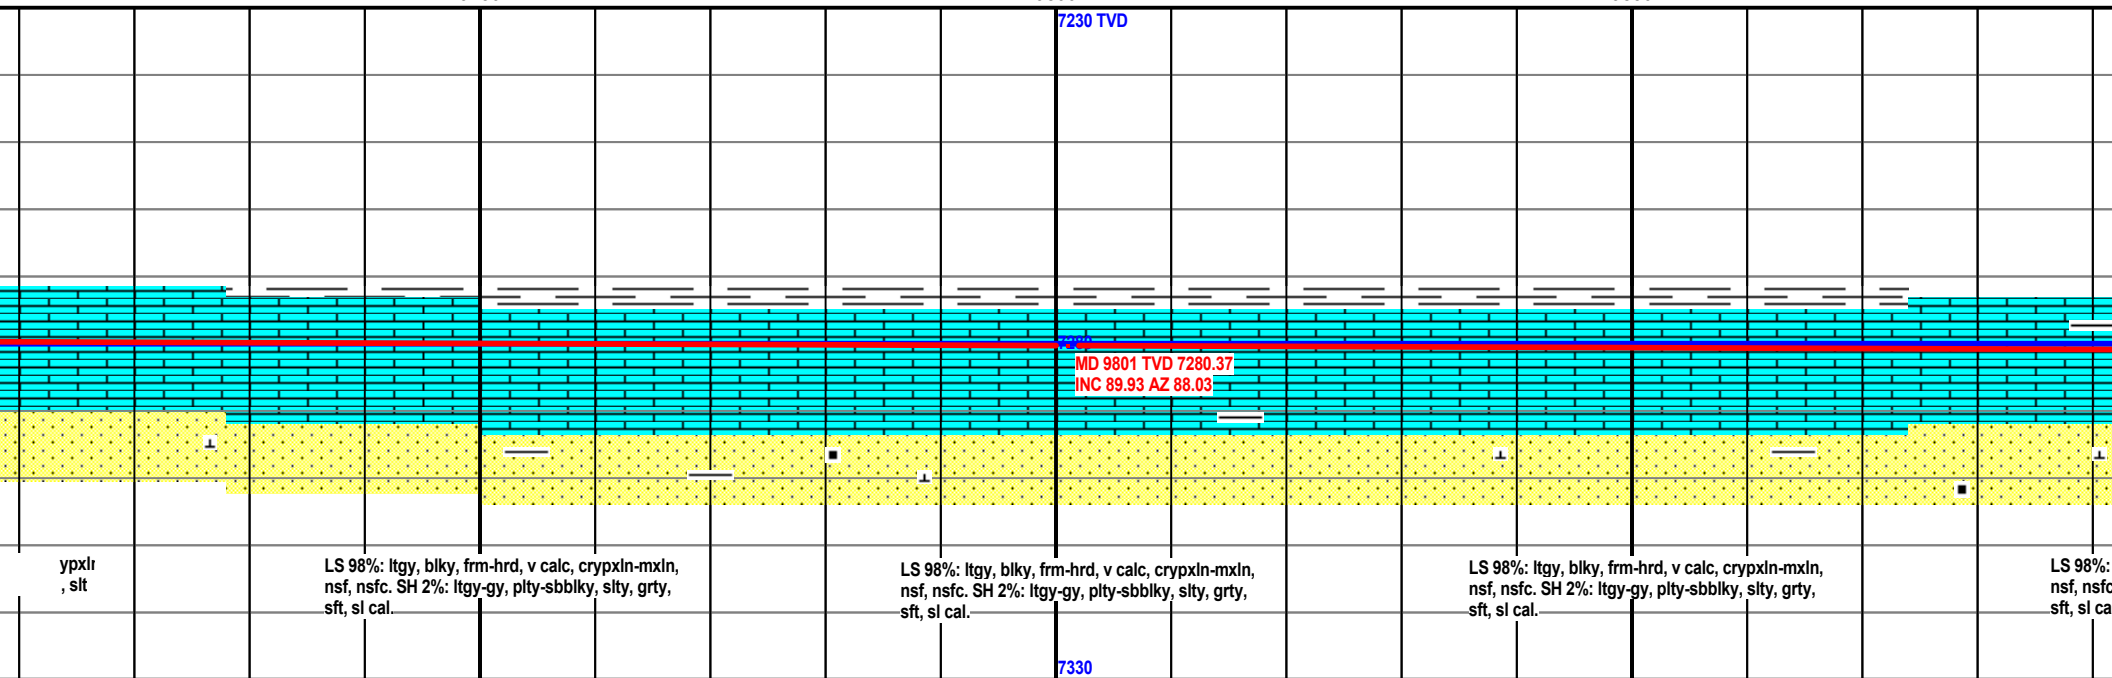 7230 TVD
MD 9801 TVD 7280.37
INC 89.93 AZ 88.03
ypxln
, slt
LS 98%: ltgy, blky, frm-hrd, v calc, crypxln-mxln,
nsf, nsfc. SH 2%: ltgy-gy, plty-sbblky, slty, grty,
sft, sl cal.
LS 98%: ltgy, blky, frm-hrd, v calc, crypxln-mxln,
nsf, nsfc. SH 2%: ltgy-gy, plty-sbblky, slty, grty,
sft, sl cal.
LS 98%: ltgy, blky, frm-hrd, v calc, crypxln-mxln,
nsf, nsfc. SH 2%: ltgy-gy, plty-sbblky, slty, grty,
sft, sl cal.
LS 98%:
nsf, nsfc
sft, sl ca
7330